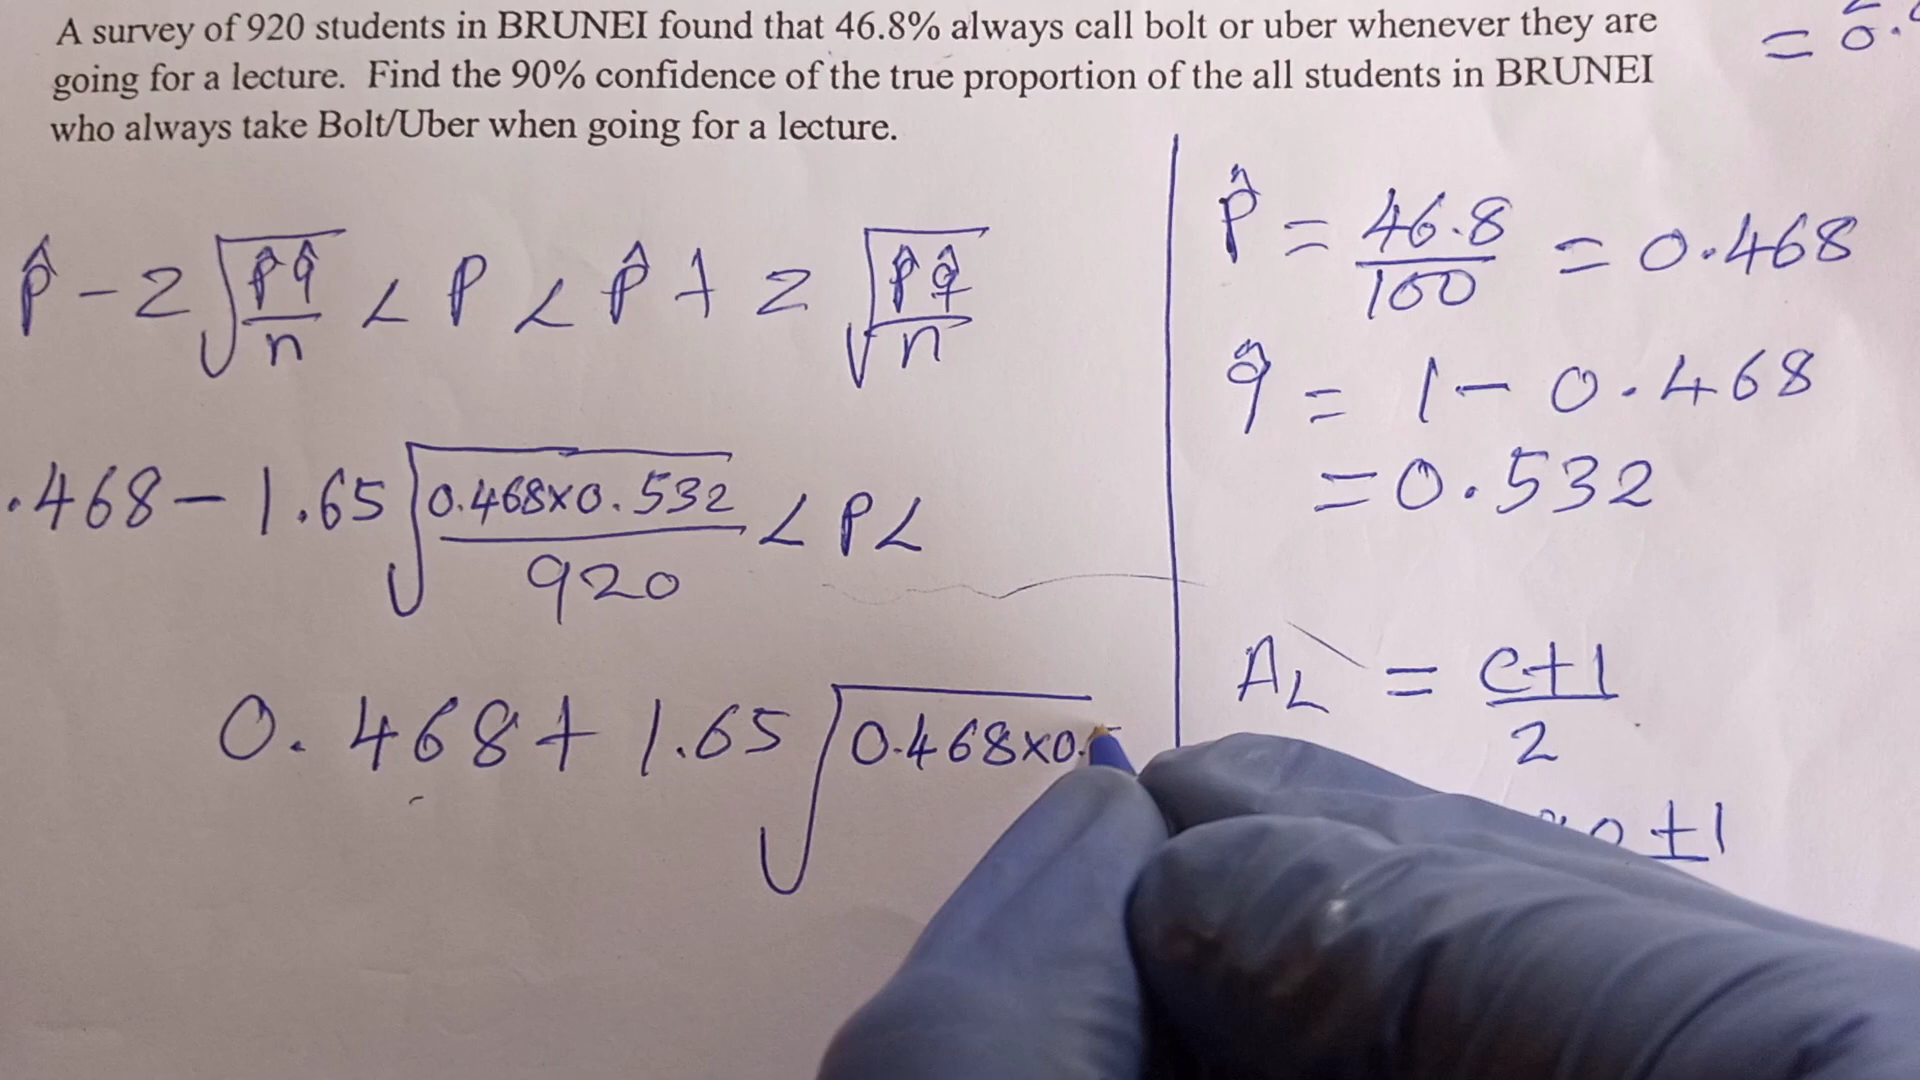 A survey of 920 students in BRUNEI found that 46.8% always call bolt or uber whenever they are
going for a lecture. Find the 90% confidence of the true proportion of the all students in BRUNEI
who always take Bolt/Uber when going for a lecture.
p̂ - z √(p̂q̂/n) < P < p̂ + z √(p̂q̂/n)
.468 - 1.65 √(0.468×0.532/920) < P <
0.468 + 1.65 √(0.468×0.
p̂ = 46.8/100 = 0.468
q̂ = 1 - 0.468
= 0.532
AL = c+1/2
+1